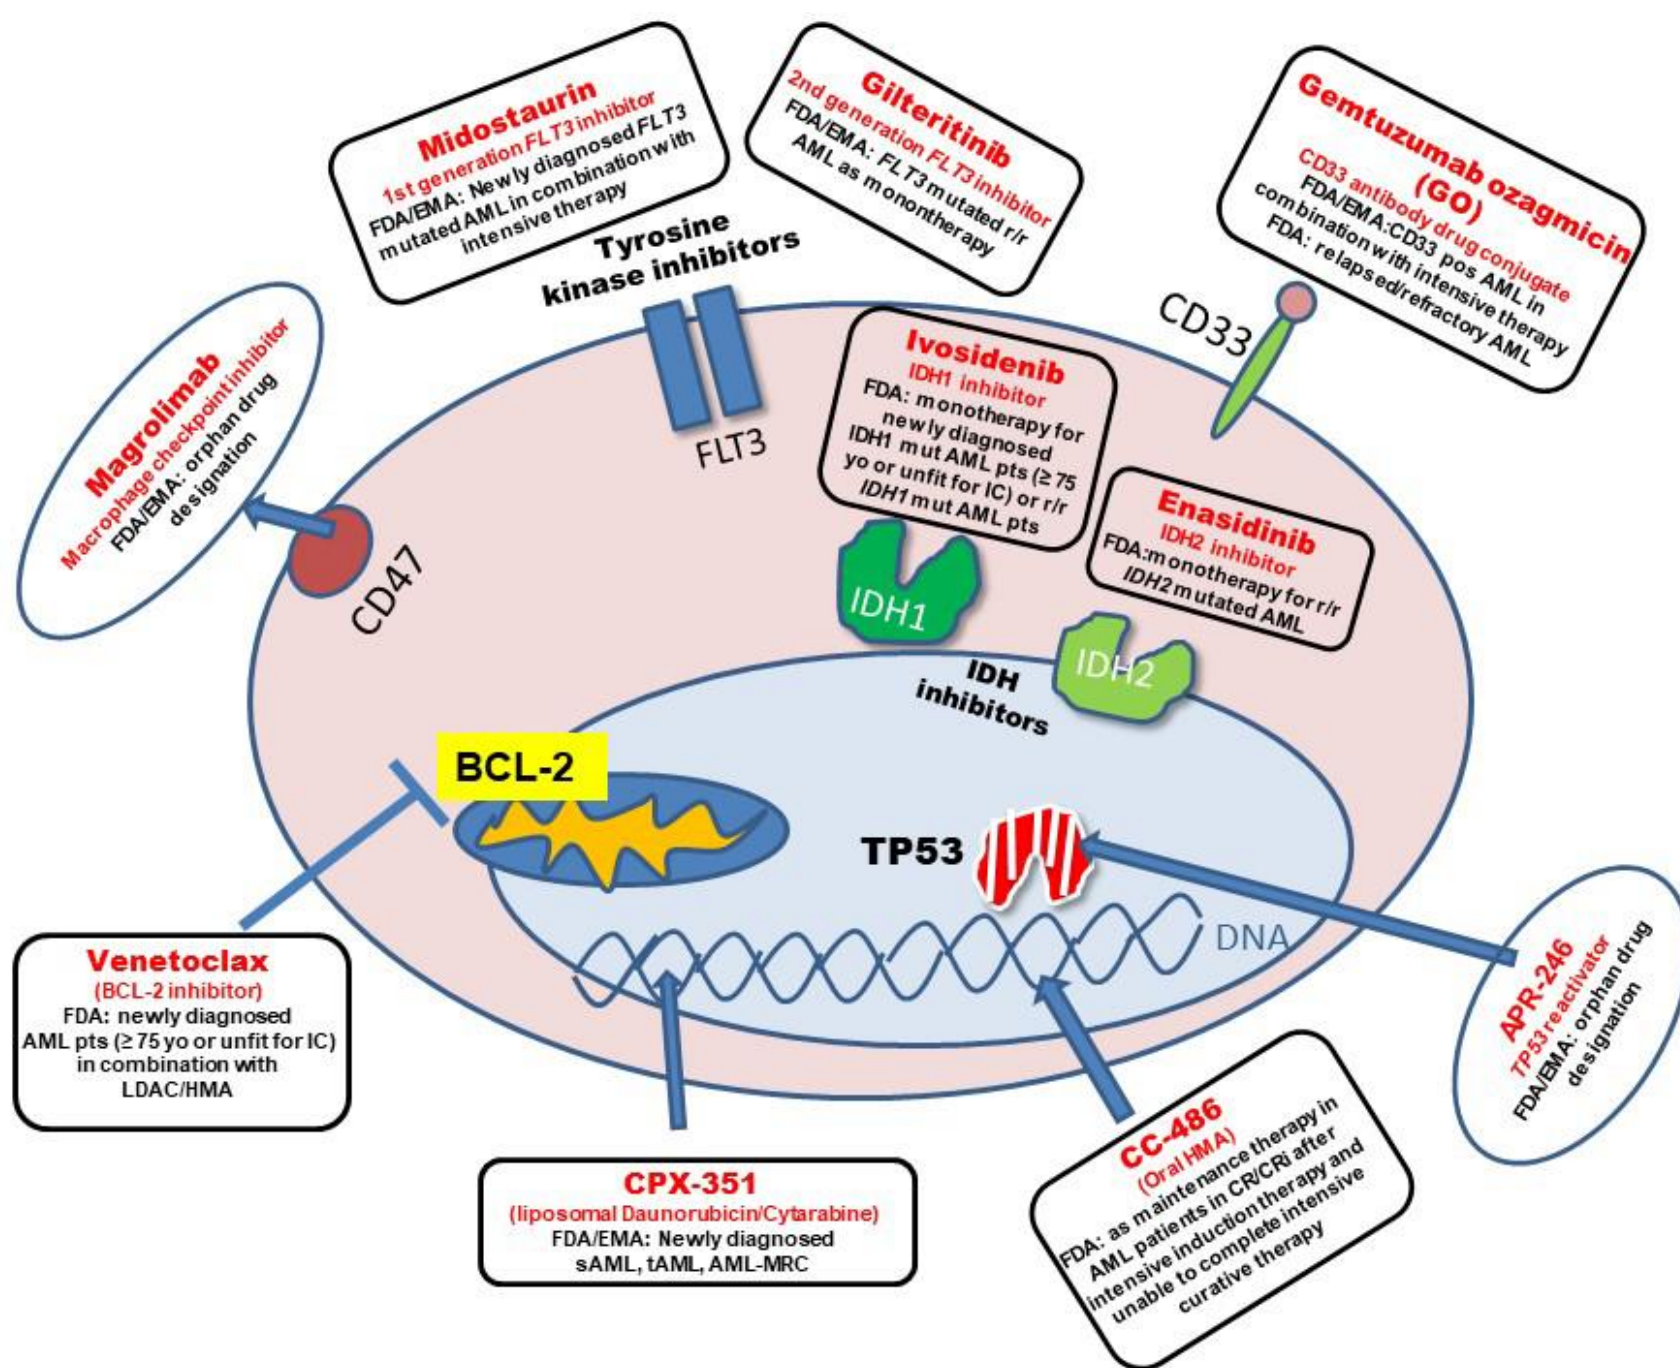 Midostaurin
1st generation FLT3 inhibitor
FDA/EMA: Newly diagnosed FLT3
mutated AML in combination with
intensive therapy
Gilteritinib
2nd generation FLT3 inhibitor
FDA/EMA: FLT3 mutated r/r
AML as monontherapy
Gemtuzumab ozagmicin
(GO)
CD33 antibody drug conjugate
FDA/EMA:CD33 pos AML in
combination with intensive therapy
FDA: relapsed/refractory AML
Tyrosine
kinase inhibitors
FLT3
CD33
Magrolimab
Macrophage checkpoint inhibitor
FDA/EMA: orphan drug
designation
CD47
Ivosidenib
IDH1 inhibitor
FDA: monotherapy for
newly diagnosed
IDH1 mut AML pts (≥ 75
yo or unfit for IC) or r/r
IDH1 mut AML pts
Enasidinib
IDH2 inhibitor
FDA:monotherapy for r/r
IDH2 mutated AML
IDH1
IDH2
IDH
inhibitors
BCL-2
TP53
DNA
Venetoclax
(BCL-2 inhibitor)
FDA: newly diagnosed
AML pts (≥ 75 yo or unfit for IC)
in combination with
LDAC/HMA
CPX-351
(liposomal Daunorubicin/Cytarabine)
FDA/EMA: Newly diagnosed
sAML, tAML, AML-MRC
CC-486
(Oral HMA)
FDA: as maintenance therapy in
AML patients in CR/CRi after
intensive induction therapy and
unable to complete intensive
curative therapy
APR-246
TP53 reactivator
FDA/EMA: orphan drug
designation